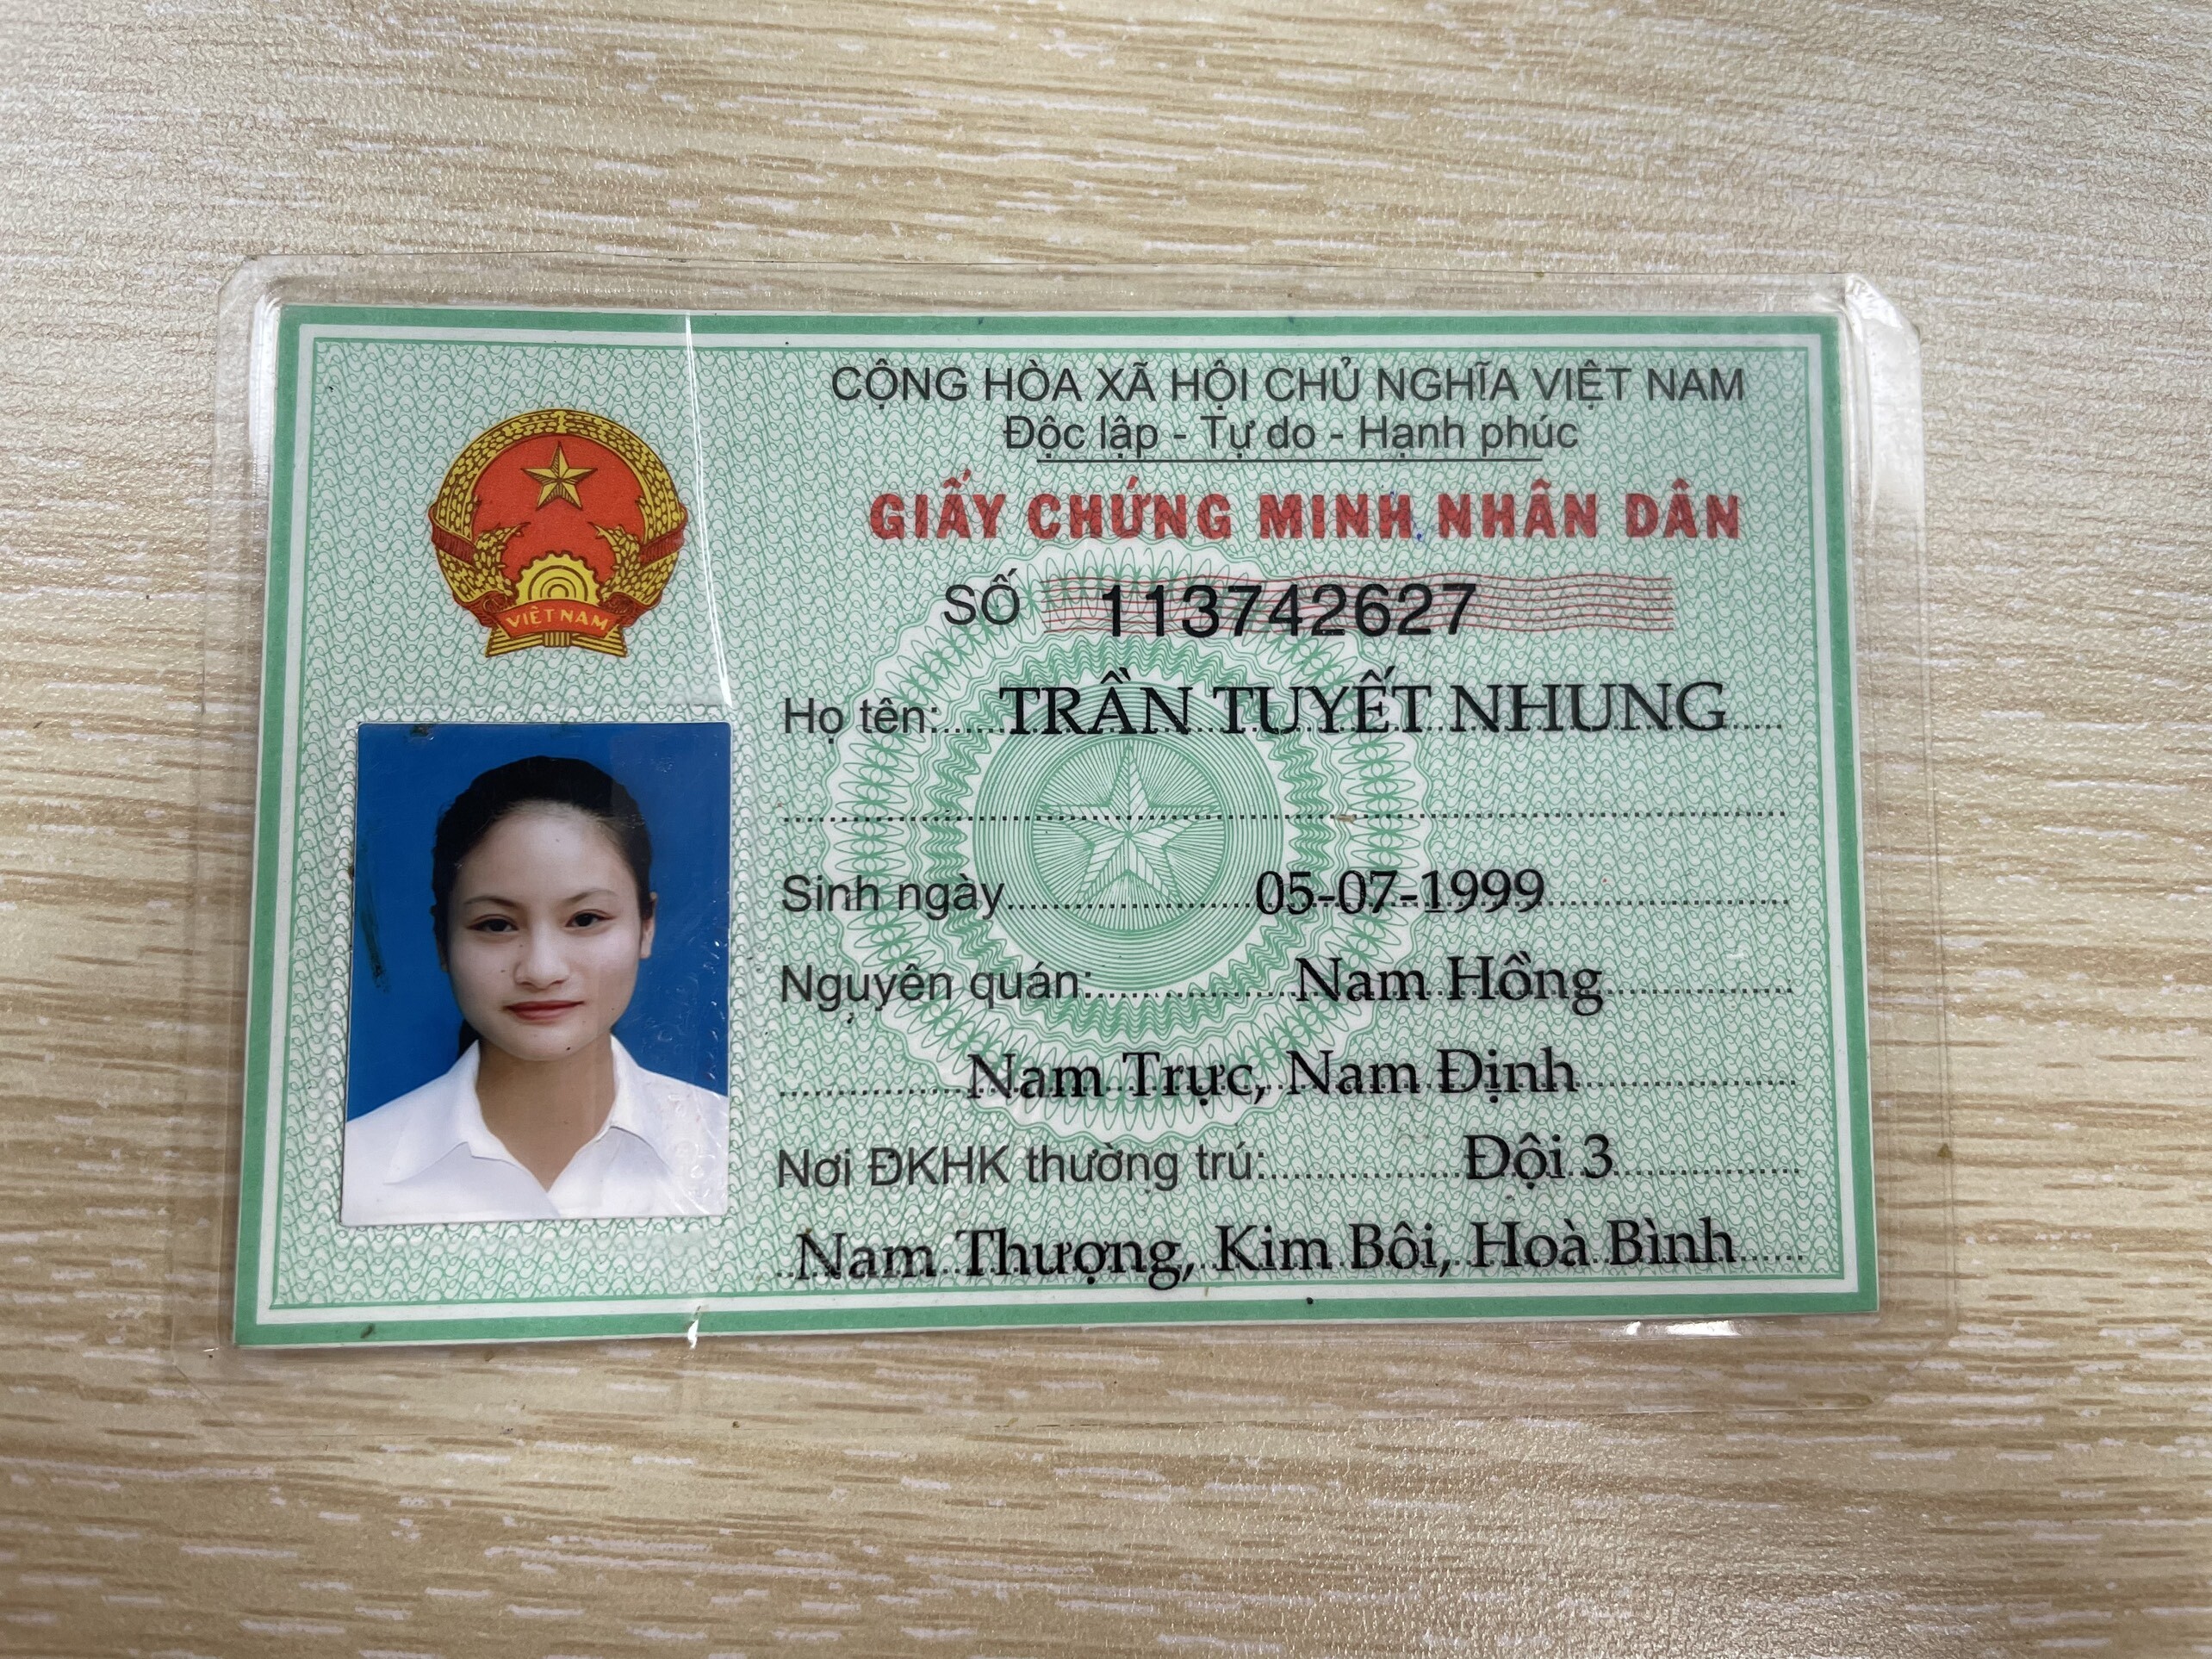 CỘNG HÒA XÃ HỘI CHỦ NGHĨA VIỆT NAM
Độc lập - Tự do - Hạnh phúc
GIẤY CHỨNG MINH NHÂN DÂN
SỐ 113742627
VIỆT NAM
Họ tên: TRẦN TUYẾT NHUNG
Sinh ngày 05-07-1999
Nguyên quán: Nam Hồng
Nam Trực, Nam Định
Nơi ĐKHK thường trú: Đội 3
Nam Thượng, Kim Bôi, Hoà Bình